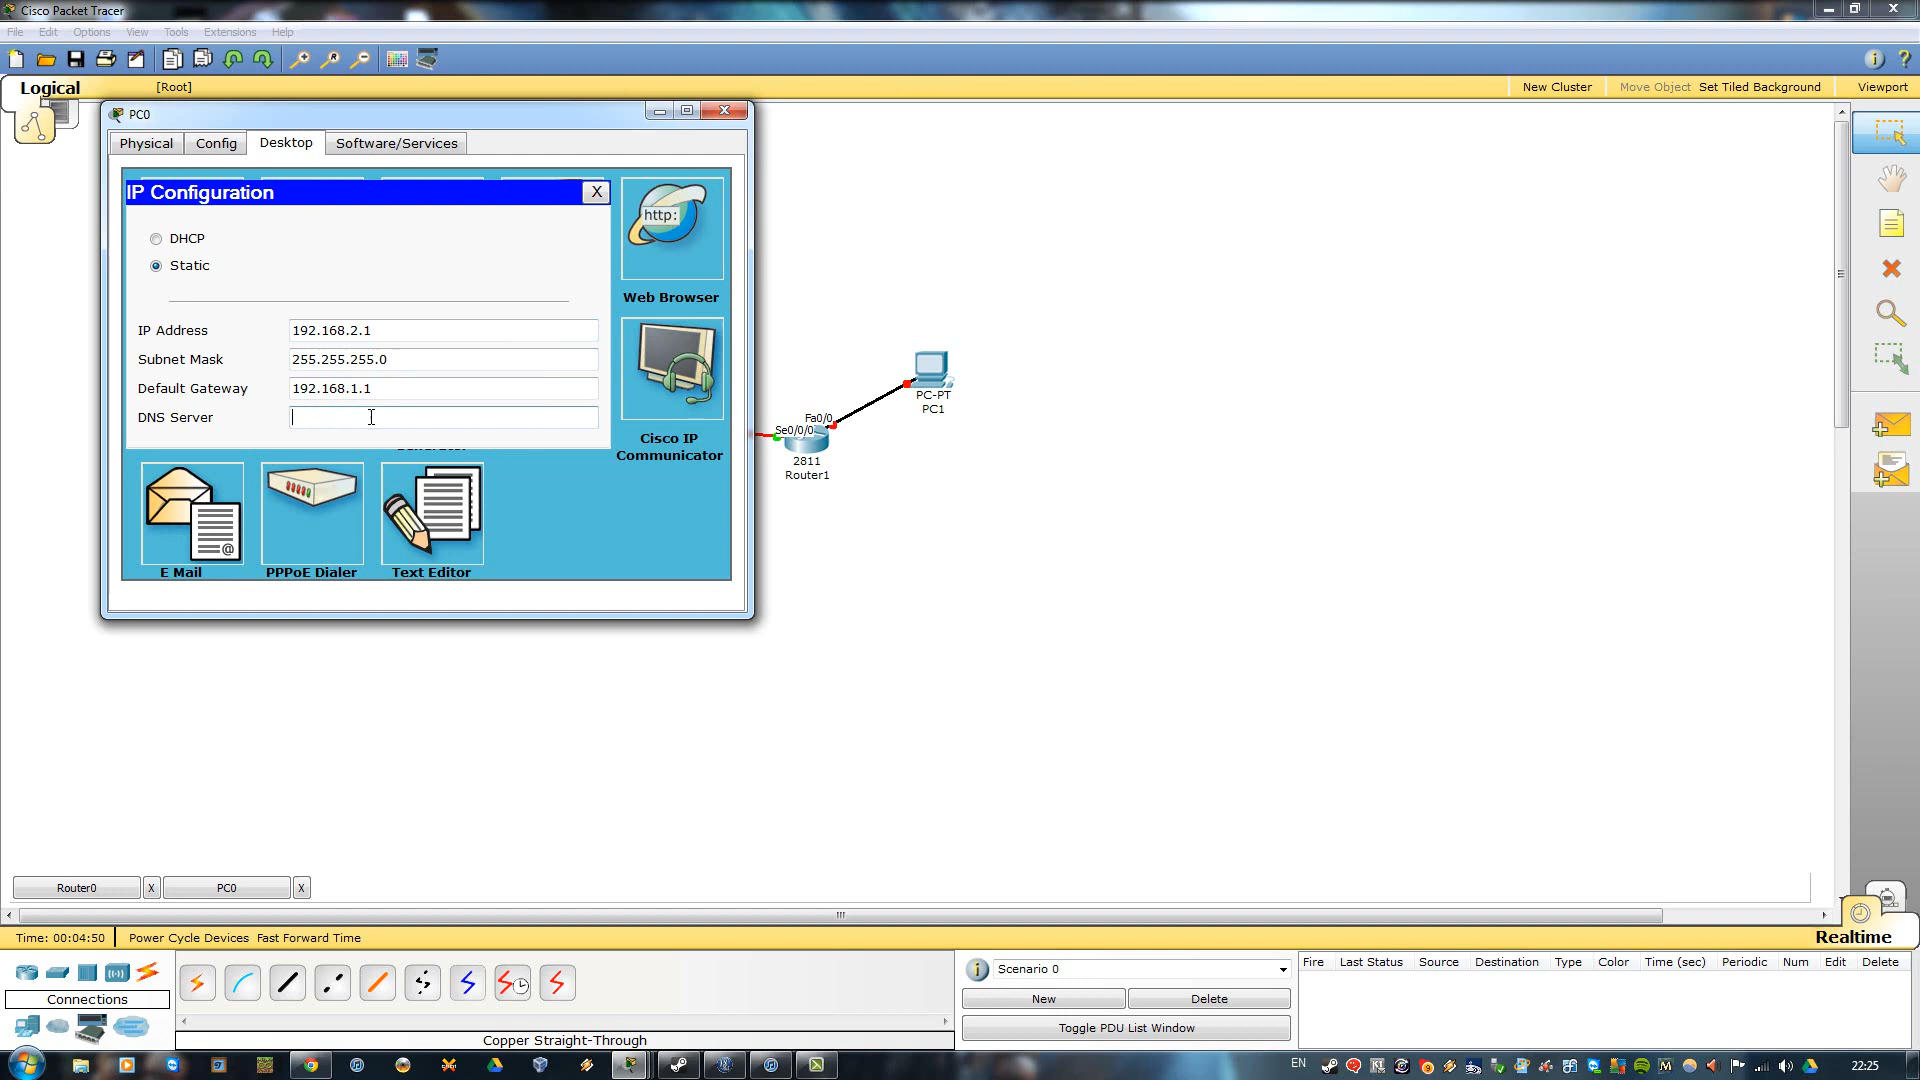 Cisco Packet Tracer
File Edit Options View Tools Extensions Help
Logical [Root] New Cluster Move Object Set Tiled Background Viewport
PC0
Physical Config Desktop Software/Services
IP Configuration X
http:
DHCP
Static
Web Browser
IP Address 192.168.2.1
Subnet Mask 255.255.255.0
Default Gateway 192.168.1.1
DNS Server
PC-PT
PC1
Fa0/0
Se0/0/0
Cisco IP
Communicator
2811
Router1
@
E Mail PPPoE Dialer Text Editor
Router0 X PC0 X
Time: 00:04:50 Power Cycle Devices Fast Forward Time Realtime
Fire Last Status Source Destination Type Color Time (sec) Periodic Num Edit Delete
Scenario 0
Connections
New Delete
Toggle PDU List Window
Copper Straight-Through
EN 22:25